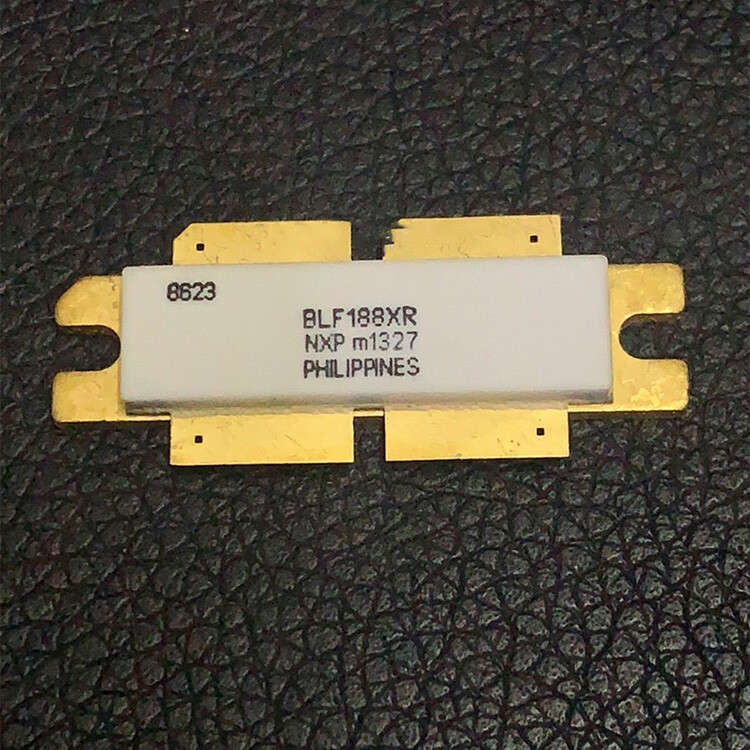 8623
BLF188XR
NXP m1327
PHILIPPINES